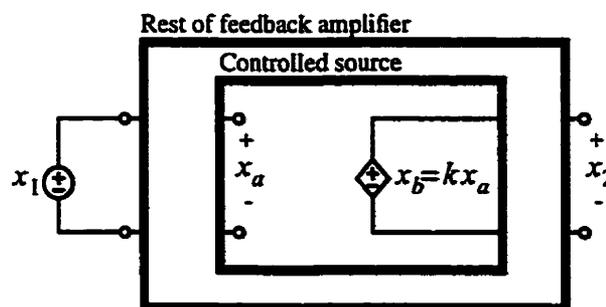 Rest of feedback amplifier
Controlled source
+
+
x_1
+
-
x_a
+
-
x_b=kx_a
x_2
-
-